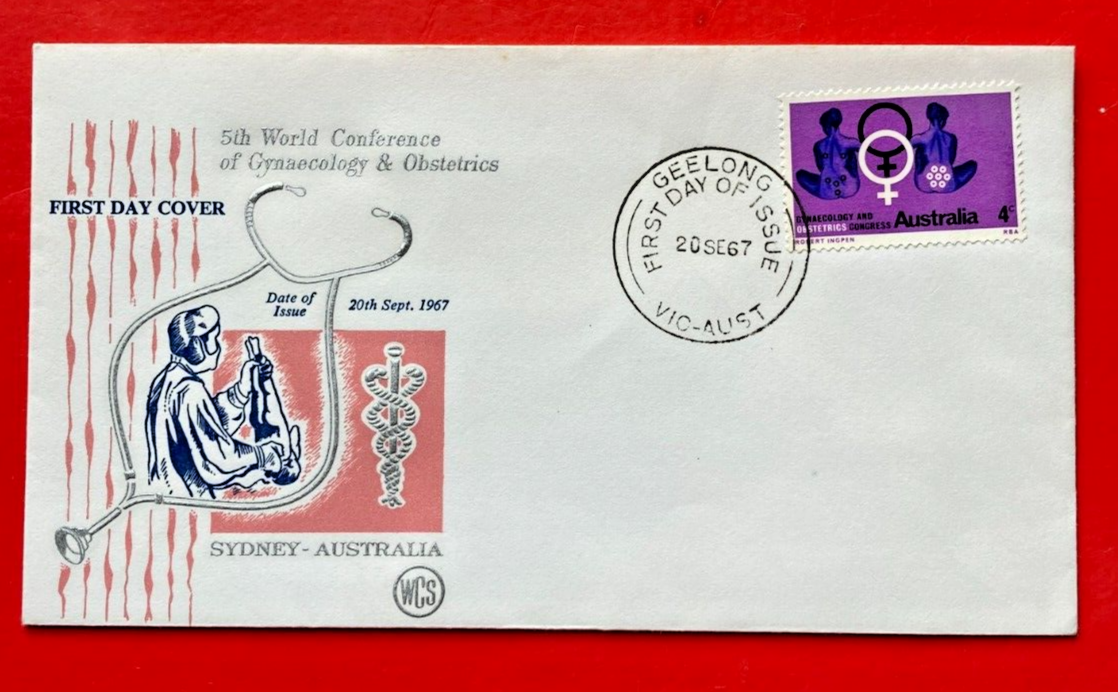 5th World Conference
of Gynaecology & Obstetrics
FIRST DAY COVER
Date of
Issue
20th Sept. 1967
SYDNEY - AUSTRALIA
WCS
GEELONG
FIRST DAY OF ISSUE
20SE67
VIC-AUST
GYNAECOLOGY AND
OBSTETRICS CONGRESS Australia 4c
ROBERT INGPEN RBA